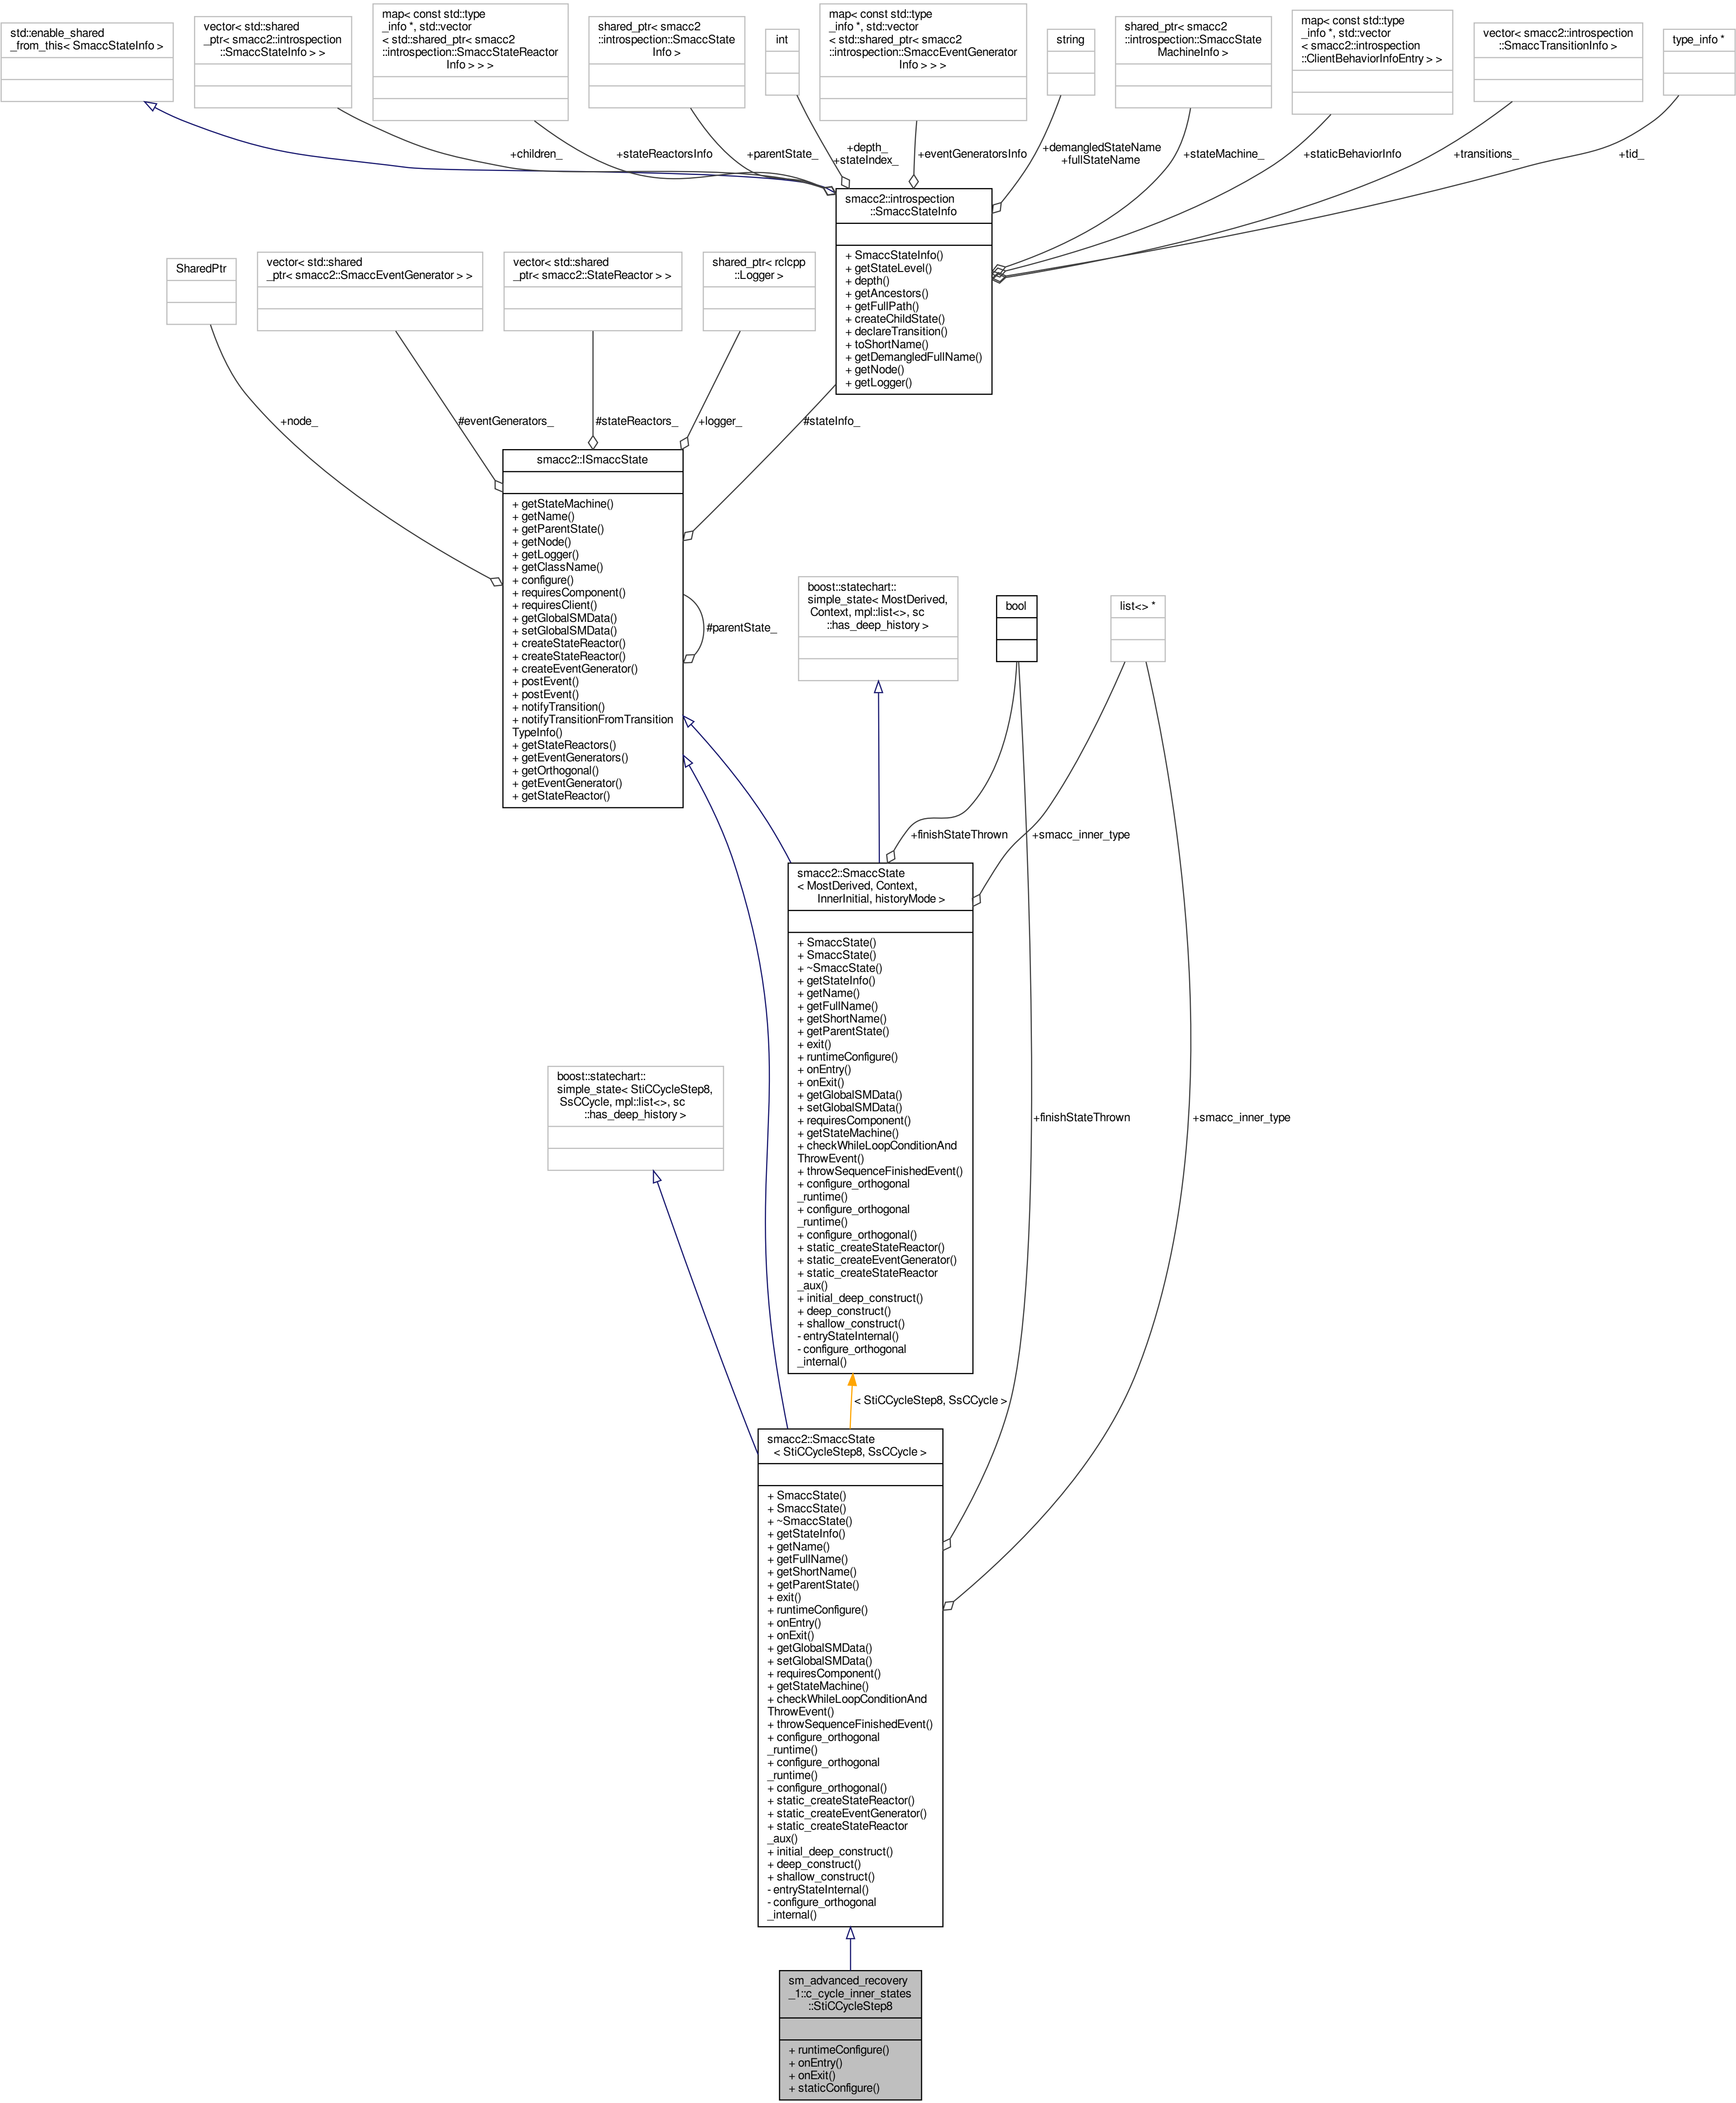 std::enable_shared
_from_this< SmaccStateInfo >
vector< std::shared
_ptr< smacc2::introspection
::SmaccStateInfo > >
map< const std::type
_info *, std::vector
< std::shared_ptr< smacc2
::introspection::SmaccStateReactor
Info > > >
shared_ptr< smacc2
::introspection::SmaccState
Info >
int
map< const std::type
_info *, std::vector
< std::shared_ptr< smacc2
::introspection::SmaccEventGenerator
Info > > >
string
shared_ptr< smacc2
::introspection::SmaccState
MachineInfo >
map< const std::type
_info *, std::vector
< smacc2::introspection
::ClientBehaviorInfoEntry > >
vector< smacc2::introspection
::SmaccTransitionInfo >
type_info *
+children_
+stateReactorsInfo
+parentState_
+depth_
+stateIndex_
+eventGeneratorsInfo
+demangledStateName
+fullStateName
+stateMachine_
+staticBehaviorInfo
+transitions_
+tid_
smacc2::introspection
::SmaccStateInfo
+ SmaccStateInfo()
+ getStateLevel()
+ depth()
+ getAncestors()
+ getFullPath()
+ createChildState()
+ declareTransition()
+ toShortName()
+ getDemangledFullName()
+ getNode()
+ getLogger()
SharedPtr
vector< std::shared
_ptr< smacc2::SmaccEventGenerator > >
vector< std::shared
_ptr< smacc2::StateReactor > >
shared_ptr< rclcpp
::Logger >
+node_
#eventGenerators_
#stateReactors_
+logger_
#stateInfo_
smacc2::ISmaccState
+ getStateMachine()
+ getName()
+ getParentState()
+ getNode()
+ getLogger()
+ getClassName()
+ configure()
+ requiresComponent()
+ requiresClient()
+ getGlobalSMData()
+ setGlobalSMData()
+ createStateReactor()
+ createStateReactor()
+ createEventGenerator()
+ postEvent()
+ postEvent()
+ notifyTransition()
+ notifyTransitionFromTransition
TypeInfo()
+ getStateReactors()
+ getEventGenerators()
+ getOrthogonal()
+ getEventGenerator()
+ getStateReactor()
#parentState_
boost::statechart::
simple_state< MostDerived,
Context, mpl::list<>, sc
::has_deep_history >
bool
list<> *
+finishStateThrown
+smacc_inner_type
smacc2::SmaccState
< MostDerived, Context,
InnerInitial, historyMode >
+ SmaccState()
+ SmaccState()
+ ~SmaccState()
+ getStateInfo()
+ getName()
+ getFullName()
+ getShortName()
+ getParentState()
+ exit()
+ runtimeConfigure()
+ onEntry()
+ onExit()
+ getGlobalSMData()
+ setGlobalSMData()
+ requiresComponent()
+ getStateMachine()
+ checkWhileLoopConditionAnd
ThrowEvent()
+ throwSequenceFinishedEvent()
+ configure_orthogonal
_runtime()
+ configure_orthogonal
_runtime()
+ configure_orthogonal()
+ static_createStateReactor()
+ static_createEventGenerator()
+ static_createStateReactor
_aux()
+ initial_deep_construct()
+ deep_construct()
+ shallow_construct()
- entryStateInternal()
- configure_orthogonal
_internal()
boost::statechart::
simple_state< StiCCycleStep8,
SsCCycle, mpl::list<>, sc
::has_deep_history >
+finishStateThrown
+smacc_inner_type
< StiCCycleStep8, SsCCycle >
smacc2::SmaccState
< StiCCycleStep8, SsCCycle >
+ SmaccState()
+ SmaccState()
+ ~SmaccState()
+ getStateInfo()
+ getName()
+ getFullName()
+ getShortName()
+ getParentState()
+ exit()
+ runtimeConfigure()
+ onEntry()
+ onExit()
+ getGlobalSMData()
+ setGlobalSMData()
+ requiresComponent()
+ getStateMachine()
+ checkWhileLoopConditionAnd
ThrowEvent()
+ throwSequenceFinishedEvent()
+ configure_orthogonal
_runtime()
+ configure_orthogonal
_runtime()
+ configure_orthogonal()
+ static_createStateReactor()
+ static_createEventGenerator()
+ static_createStateReactor
_aux()
+ initial_deep_construct()
+ deep_construct()
+ shallow_construct()
- entryStateInternal()
- configure_orthogonal
_internal()
sm_advanced_recovery
_1::c_cycle_inner_states
::StiCCycleStep8
+ runtimeConfigure()
+ onEntry()
+ onExit()
+ staticConfigure()